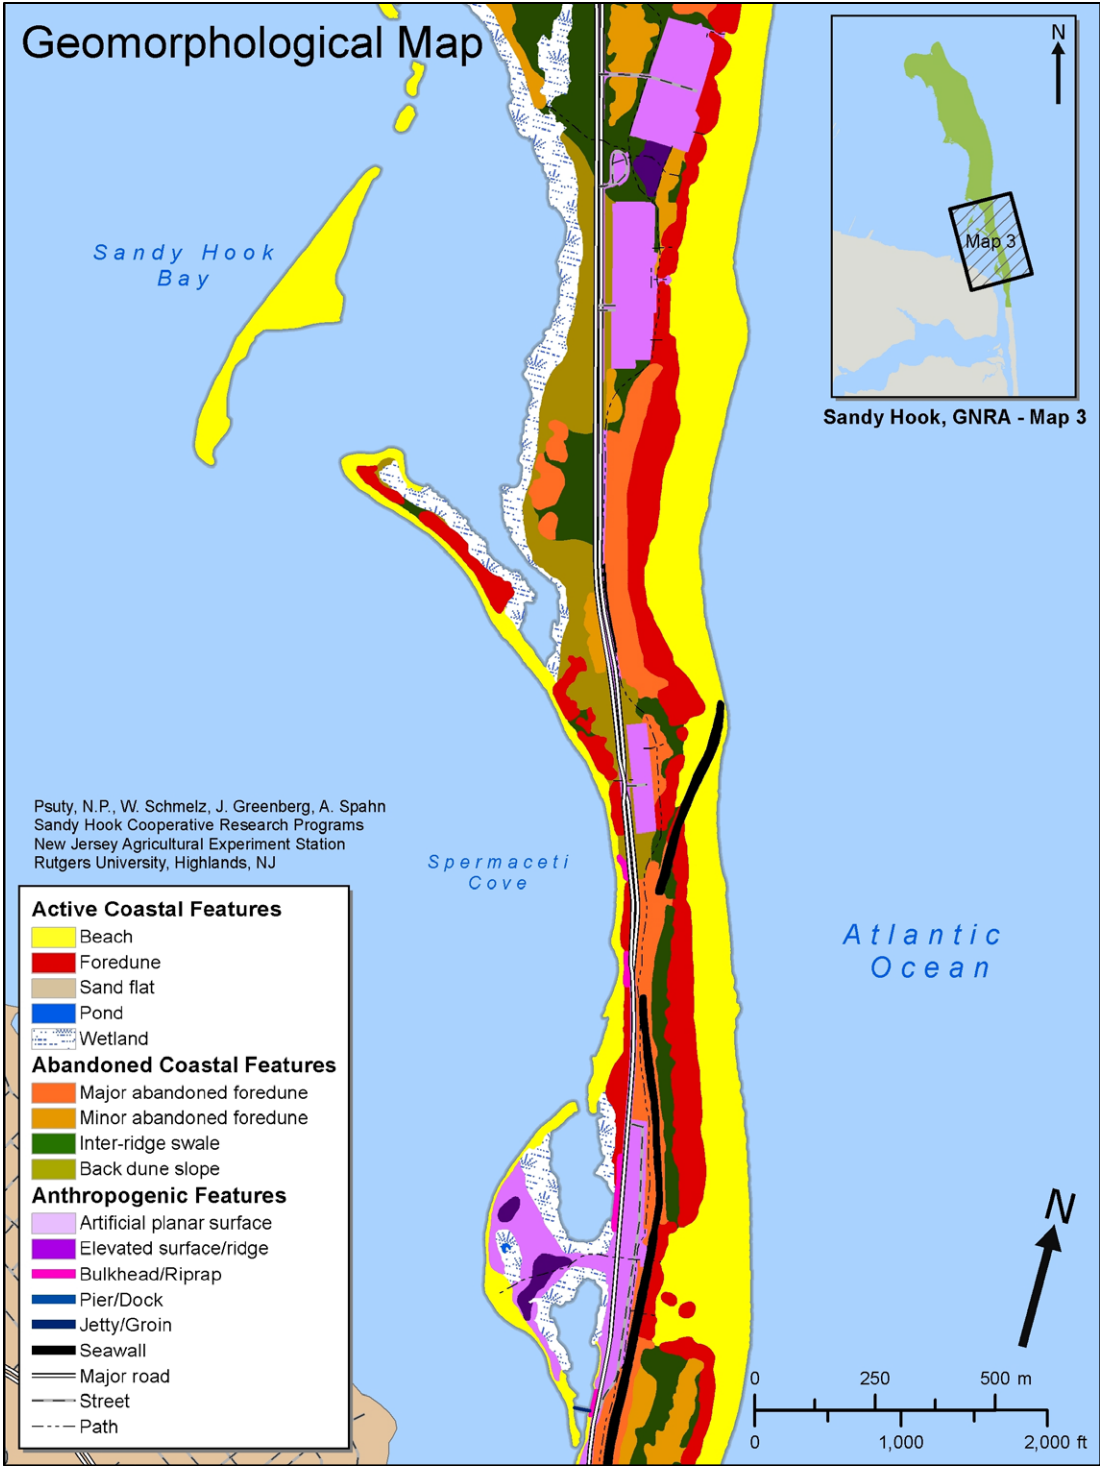 Geomorphological Map
N
Map 3
Sandy Hook, GNRA - Map 3
Sandy Hook
Bay
Psuty, N.P., W. Schmelz, J. Greenberg, A. Spahn
Sandy Hook Cooperative Research Programs
New Jersey Agricultural Experiment Station
Rutgers University, Highlands, NJ
Spermaceti
Cove
Atlantic
Ocean
Active Coastal Features
Beach
Foredune
Sand flat
Pond
Wetland
Abandoned Coastal Features
Major abandoned foredune
Minor abandoned foredune
Inter-ridge swale
Back dune slope
Anthropogenic Features
Artificial planar surface
Elevated surface/ridge
Bulkhead/Riprap
Pier/Dock
Jetty/Groin
Seawall
Major road
Street
Path
N
0 250 500 m
0 1,000 2,000 ft